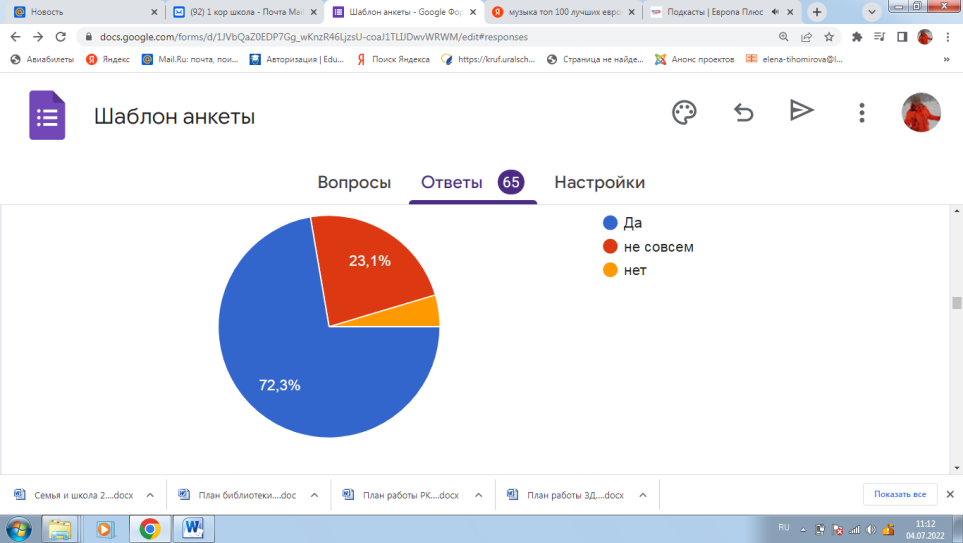 Новость
(92) 1 кор школа - Почта Mail
Шаблон анкеты - Google Фор
музыка топ 100 лучших евро
Подкасты | Европа Плюс
docs.google.com/forms/d/1JVbQaZ0EDP7Gg_wKnzR46LjzsU-coaJ1TLIJDwvWRWM/edit#responses
Авиабилеты
Яндекс
Mail.Ru: почта, пои...
Авторизация | Edu...
Поиск Яндекса
https://kruf.uralsch...
Страница не найде...
Анонс проектов
elena-tihomirova@l...
Шаблон анкеты
Вопросы
Ответы 65
Настройки
Да
не совсем
нет
23,1%
72,3%
Семья и школа 2....docx
План библиотеки....doc
План работы РК....docx
План работы ЗД....docx
Показать все
RU
11:12
04.07.2022